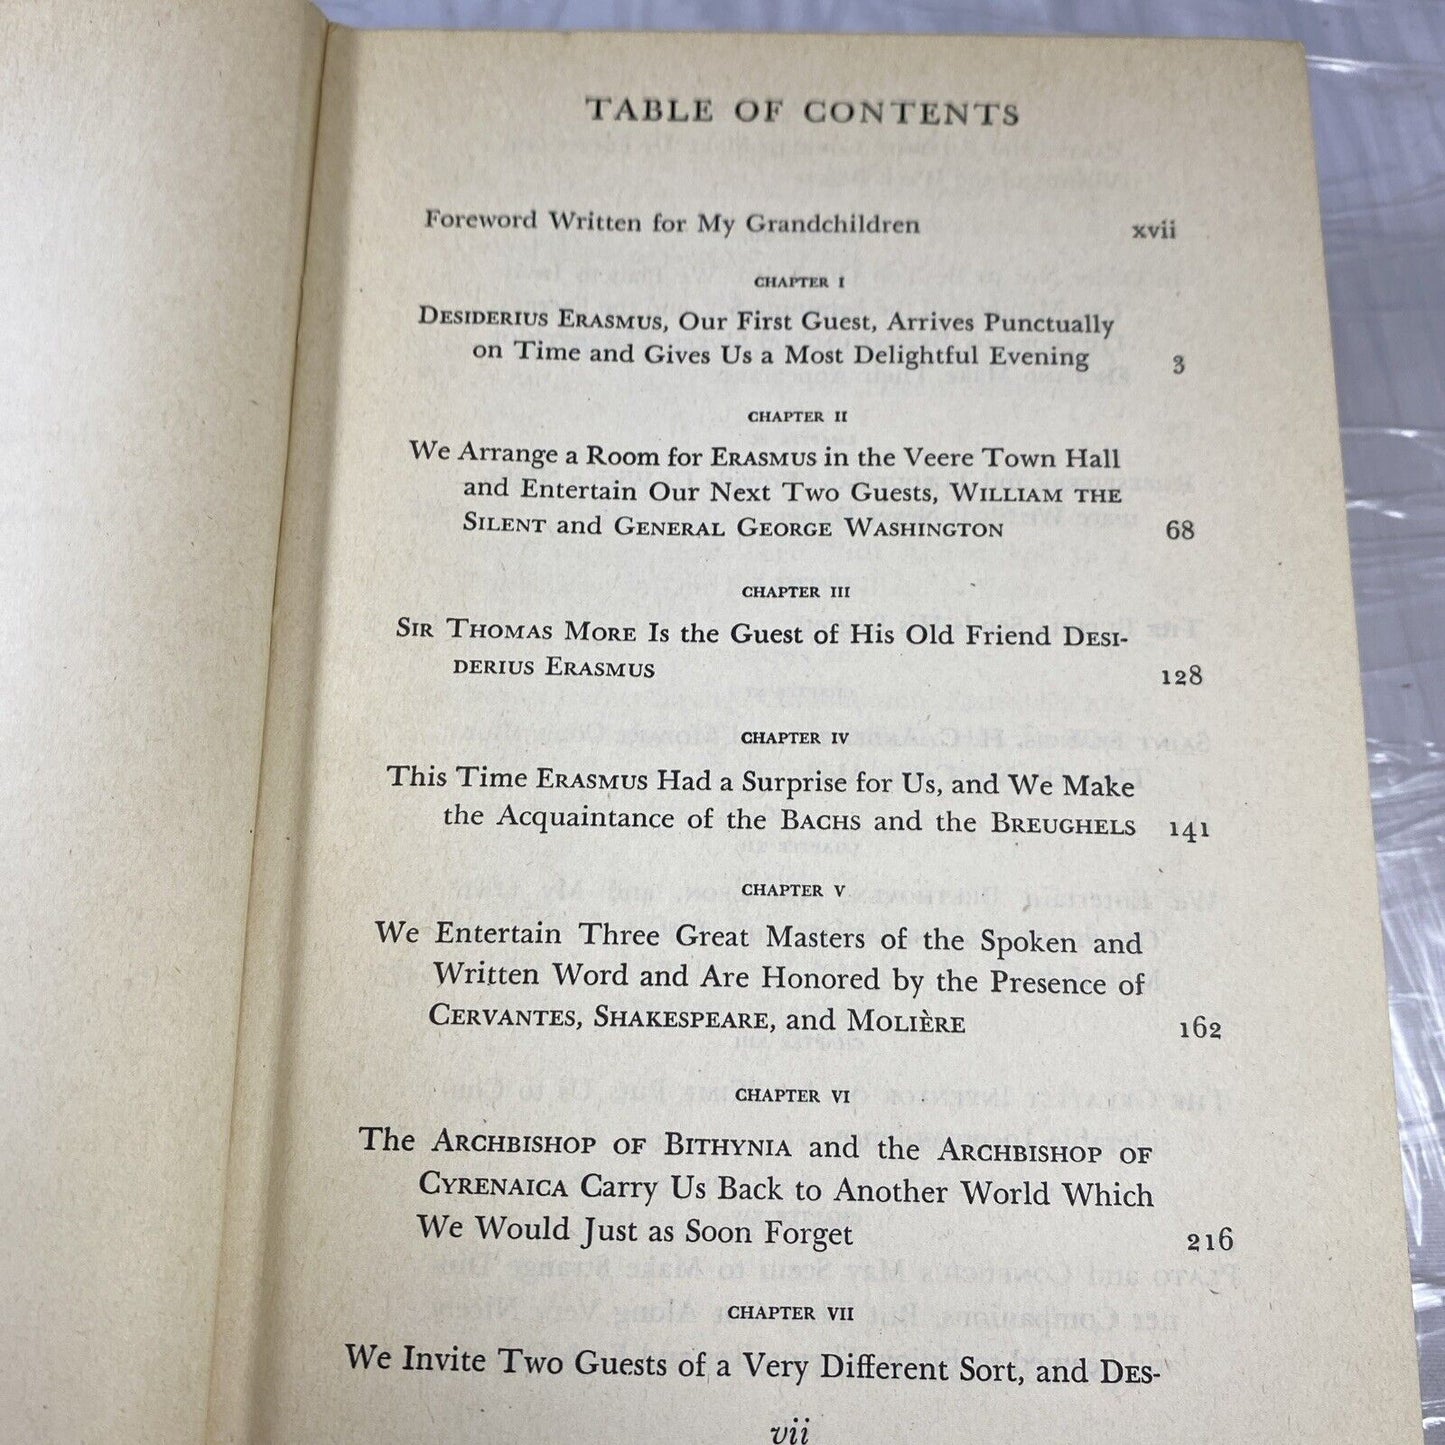 TABLE OF CONTENTS
Foreword Written for My Grandchildren xvii
CHAPTER I
DESIDERIUS ERASMUS, Our First Guest, Arrives Punctually
on Time and Gives Us a Most Delightful Evening 3
CHAPTER II
We Arrange a Room for ERASMUS in the Veere Town Hall
and Entertain Our Next Two Guests, WILLIAM THE
SILENT and GENERAL GEORGE WASHINGTON 68
CHAPTER III
SIR THOMAS MORE Is the Guest of His Old Friend DESI-
DERIUS ERASMUS 128
CHAPTER IV
This Time ERASMUS Had a Surprise for Us, and We Make
the Acquaintance of the BACHS and the BREUGHELS 141
CHAPTER V
We Entertain Three Great Masters of the Spoken and
Written Word and Are Honored by the Presence of
CERVANTES, SHAKESPEARE, and MOLIÈRE 162
CHAPTER VI
The ARCHBISHOP OF BITHYNIA and the ARCHBISHOP OF
CYRENAICA Carry Us Back to Another World Which
We Would Just as Soon Forget 216
CHAPTER VII
We Invite Two Guests of a Very Different Sort, and DES-
vii